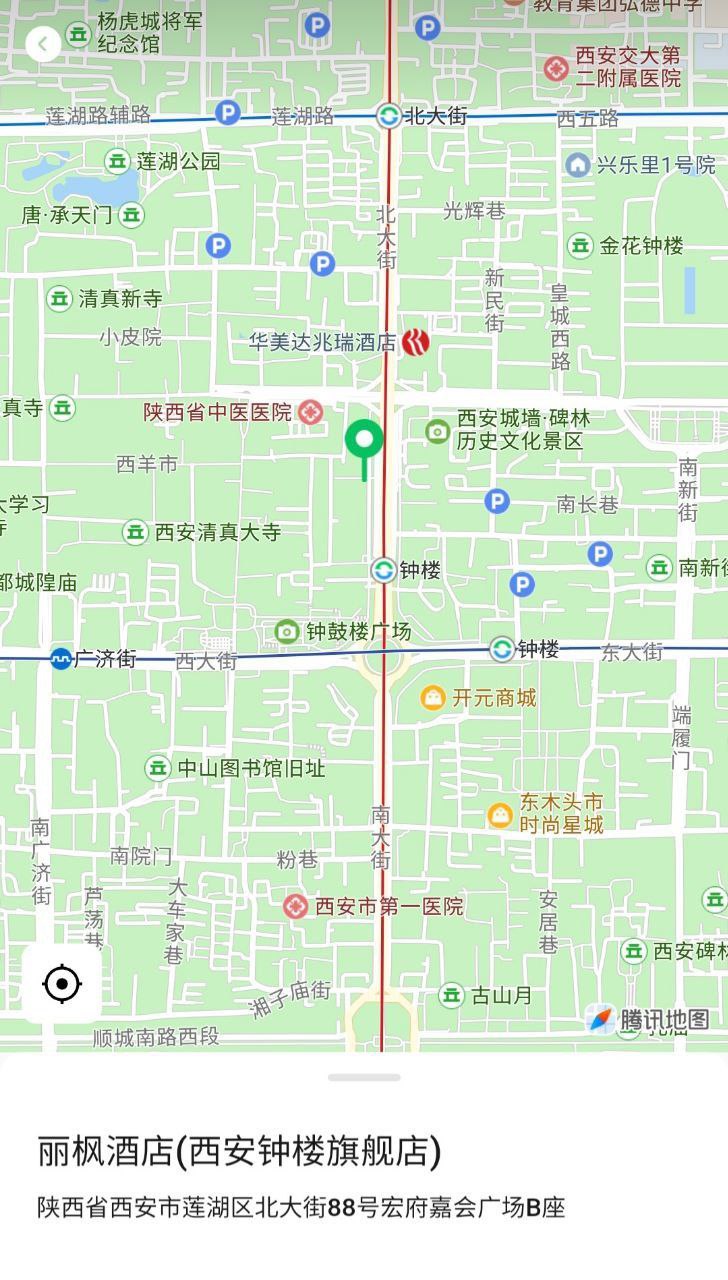 教育集团弘德中学
杨虎城将军
纪念馆
P
P
西安交大第
二附属医院
莲湖路辅路
P
莲湖路
北大街
西五路
莲湖公园
兴乐里1号院
唐·承天门
北大街
光辉巷
P
金花钟楼
P
清真新寺
新民街
皇城西路
小皮院
华美达兆瑞酒店
真寺
陕西省中医医院
西安城墙·碑林
历史文化景区
西羊市
南新街
大学习
P
南长巷
西安清真大寺
P
钟楼
南新街
都城隍庙
P
钟鼓楼广场
广济街
西大街
钟楼
东大街
开元商城
端履门
中山图书馆旧址
东木头市
时尚星城
南大街
南广济街
南院门
粉巷
芦荡巷
大车家巷
西安市第一医院
安居巷
西安碑林
湘子庙街
古山月
腾讯地图
顺城南路西段
丽枫酒店(西安钟楼旗舰店)
陕西省西安市莲湖区北大街88号宏府嘉会广场B座